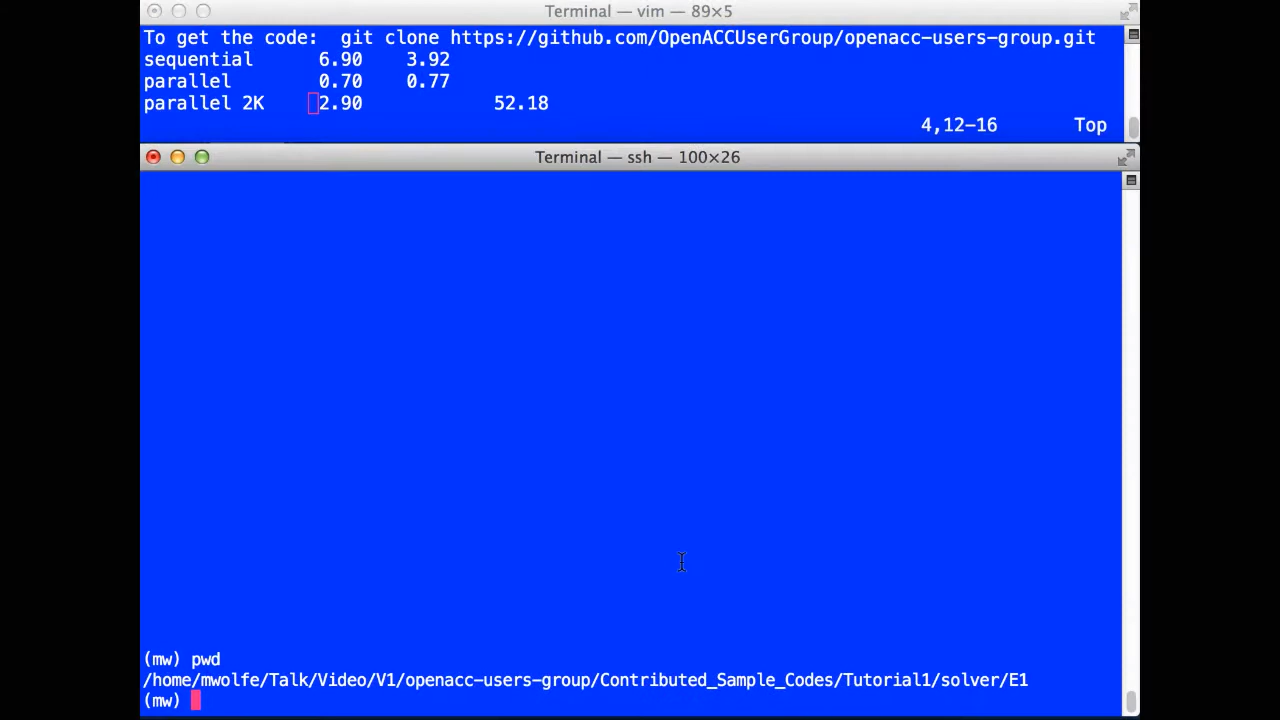 Terminal — vim — 89×5
To get the code:  git clone https://github.com/OpenACCUserGroup/openacc-users-group.git
sequential      6.90    3.92
parallel        0.70    0.77
parallel 2K     2.90            52.18
4,12-16       Top
Terminal — ssh — 100×26
(mw) pwd
/home/mwolfe/Talk/Video/V1/openacc-users-group/Contributed_Sample_Codes/Tutorial1/solver/E1
(mw)